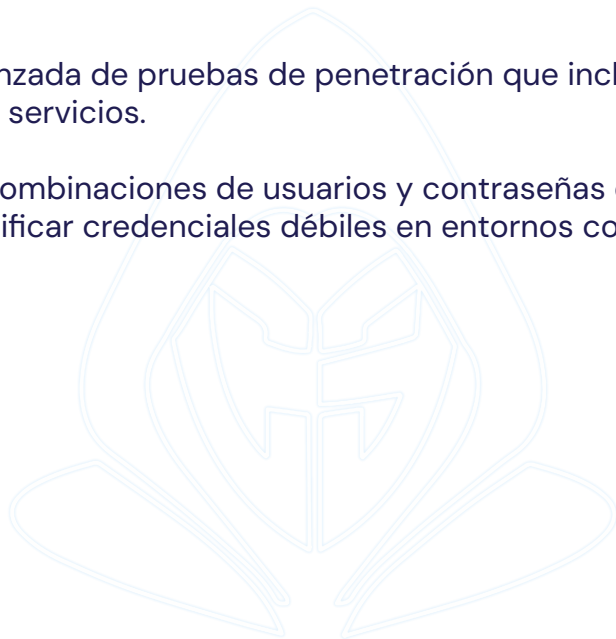 nzada de pruebas de penetración que incl
servicios.
ombinaciones de usuarios y contraseñas
ificar credenciales débiles en entornos co